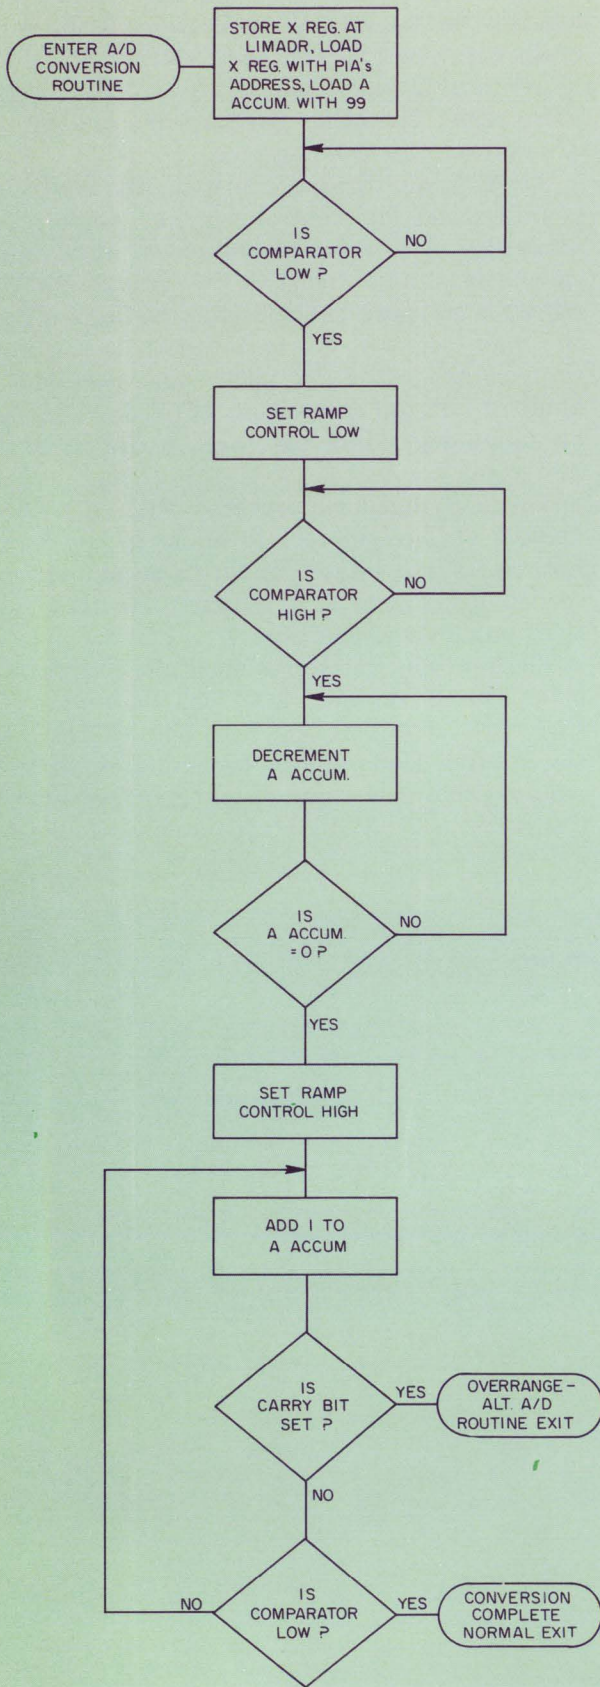 ENTER A/D
CONVERSION
ROUTINE
STORE X REG. AT
LIMADR, LOAD
X REG. WITH PIA's
ADDRESS, LOAD A
ACCUM. WITH 99
IS
COMPARATOR
LOW ?
NO
YES
SET RAMP
CONTROL LOW
IS
COMPARATOR
HIGH ?
NO
YES
DECREMENT
A ACCUM.
IS
A ACCUM.
=0 ?
NO
YES
SET RAMP
CONTROL HIGH
ADD 1 TO
A ACCUM
IS
CARRY BIT
SET ?
YES
OVERRANGE-
ALT. A/D
ROUTINE EXIT
NO
IS
COMPARATOR
LOW ?
NO
YES
CONVERSION
COMPLETE
NORMAL EXIT